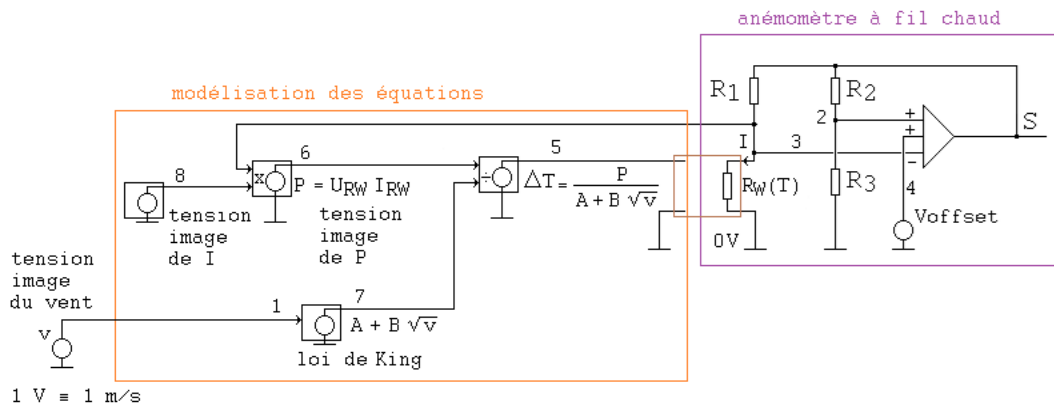 anémomètre à fil chaud
modélisation des équations
R1
R2
S
2
+
+
−
I
3
5
6
8
x
P = URW IRW
÷
ΔT = P / (A + B √v)
RW(T)
R3
4
Voffset
0V
tension
image
de I
tension
image
de P
tension
image
du vent
1
7
A + B √v
v
loi de King
1 V ≡ 1 m/s